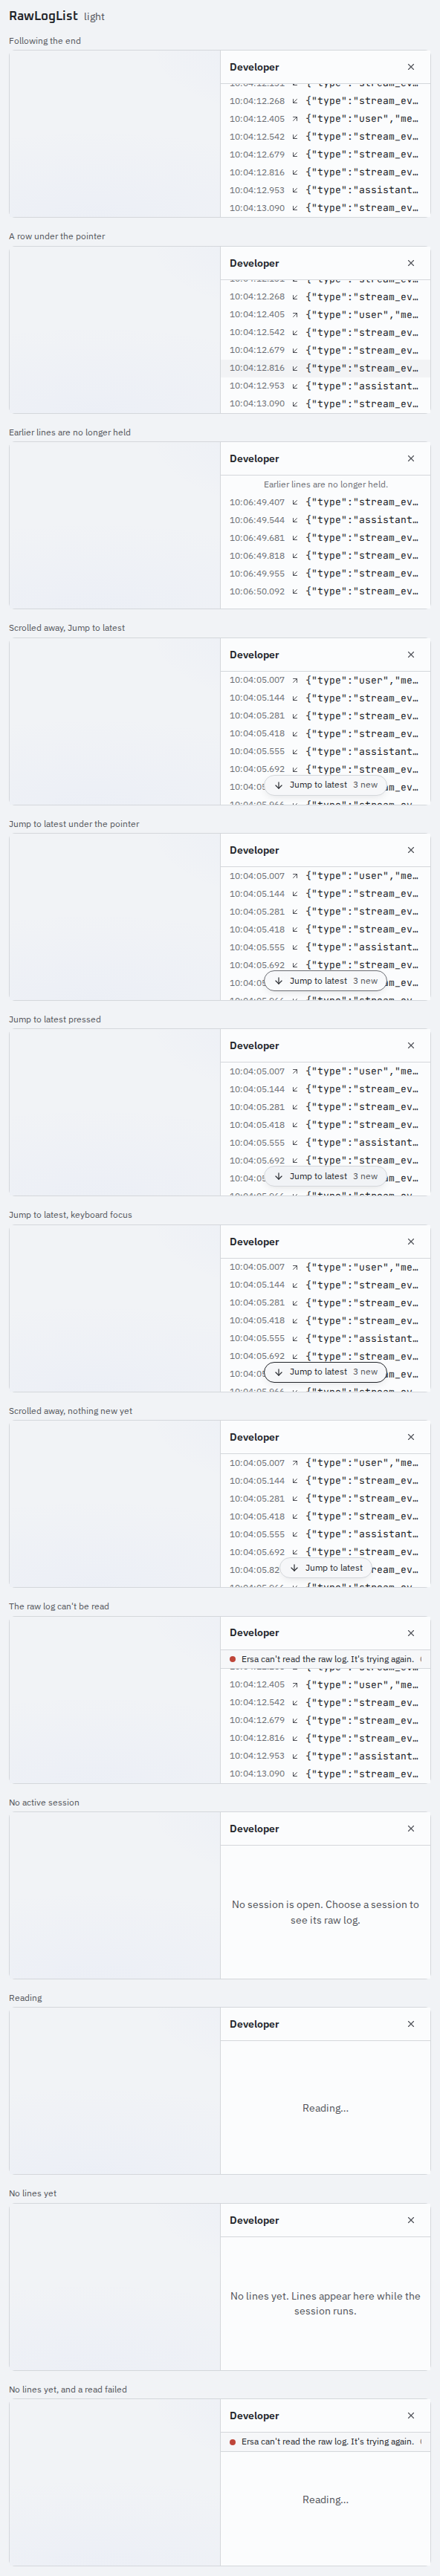 RawLogList light
Following the end
Developer
10:04:12.268 {"type":"stream_ev…
10:04:12.405 {"type":"user","me…
10:04:12.542 {"type":"stream_ev…
10:04:12.679 {"type":"stream_ev…
10:04:12.816 {"type":"stream_ev…
10:04:12.953 {"type":"assistant…
10:04:13.090 {"type":"stream_ev…
A row under the pointer
Developer
10:04:12.268 {"type":"stream_ev…
10:04:12.405 {"type":"user","me…
10:04:12.542 {"type":"stream_ev…
10:04:12.679 {"type":"stream_ev…
10:04:12.816 {"type":"stream_ev…
10:04:12.953 {"type":"assistant…
10:04:13.090 {"type":"stream_ev…
Earlier lines are no longer held
Developer
Earlier lines are no longer held.
10:06:49.407 {"type":"stream_ev…
10:06:49.544 {"type":"assistant…
10:06:49.681 {"type":"stream_ev…
10:06:49.818 {"type":"stream_ev…
10:06:49.955 {"type":"stream_ev…
10:06:50.092 {"type":"stream_ev…
Scrolled away, Jump to latest
Developer
10:04:05.007 {"type":"user","me…
10:04:05.144 {"type":"stream_ev…
10:04:05.281 {"type":"stream_ev…
10:04:05.418 {"type":"stream_ev…
10:04:05.555 {"type":"assistant…
10:04:05.692 {"type":"stream_ev…
Jump to latest 3 new
Jump to latest under the pointer
Developer
10:04:05.007 {"type":"user","me…
10:04:05.144 {"type":"stream_ev…
10:04:05.281 {"type":"stream_ev…
10:04:05.418 {"type":"stream_ev…
10:04:05.555 {"type":"assistant…
10:04:05.692 {"type":"stream_ev…
Jump to latest 3 new
Jump to latest pressed
Developer
10:04:05.007 {"type":"user","me…
10:04:05.144 {"type":"stream_ev…
10:04:05.281 {"type":"stream_ev…
10:04:05.418 {"type":"stream_ev…
10:04:05.555 {"type":"assistant…
10:04:05.692 {"type":"stream_ev…
Jump to latest 3 new
Jump to latest, keyboard focus
Developer
10:04:05.007 {"type":"user","me…
10:04:05.144 {"type":"stream_ev…
10:04:05.281 {"type":"stream_ev…
10:04:05.418 {"type":"stream_ev…
10:04:05.555 {"type":"assistant…
10:04:05.692 {"type":"stream_ev…
Jump to latest 3 new
Scrolled away, nothing new yet
Developer
10:04:05.007 {"type":"user","me…
10:04:05.144 {"type":"stream_ev…
10:04:05.281 {"type":"stream_ev…
10:04:05.418 {"type":"stream_ev…
10:04:05.555 {"type":"assistant…
10:04:05.692 {"type":"stream_ev…
Jump to latest
The raw log can't be read
Developer
Ersa can't read the raw log. It's trying again.
10:04:12.405 {"type":"user","me…
10:04:12.542 {"type":"stream_ev…
10:04:12.679 {"type":"stream_ev…
10:04:12.816 {"type":"stream_ev…
10:04:12.953 {"type":"assistant…
10:04:13.090 {"type":"stream_ev…
No active session
Developer
No session is open. Choose a session to
see its raw log.
Reading
Developer
Reading…
No lines yet
Developer
No lines yet. Lines appear here while the
session runs.
No lines yet, and a read failed
Developer
Ersa can't read the raw log. It's trying again.
Reading…